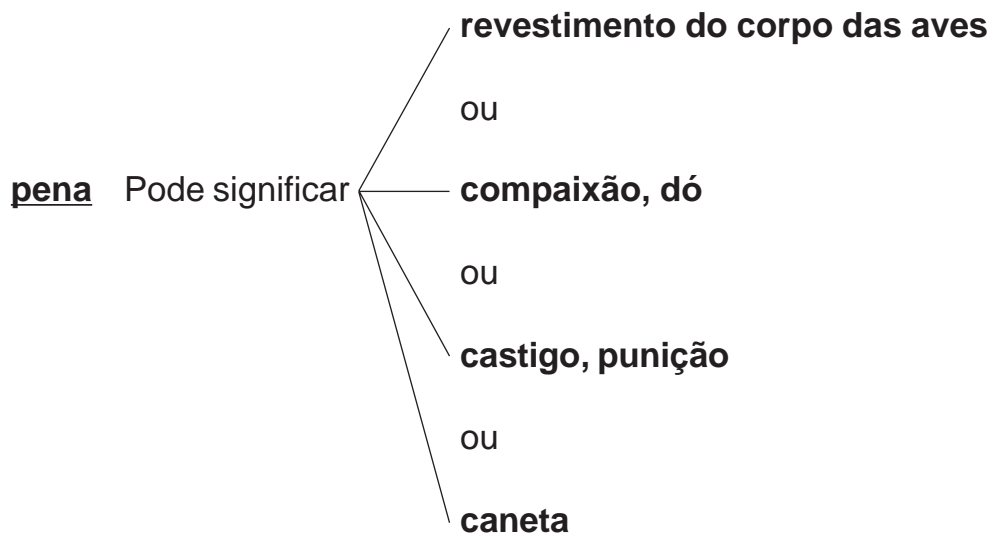 revestimento do corpo das aves
ou
pena Pode significar compaixão, dó
ou
castigo, punição
ou
caneta